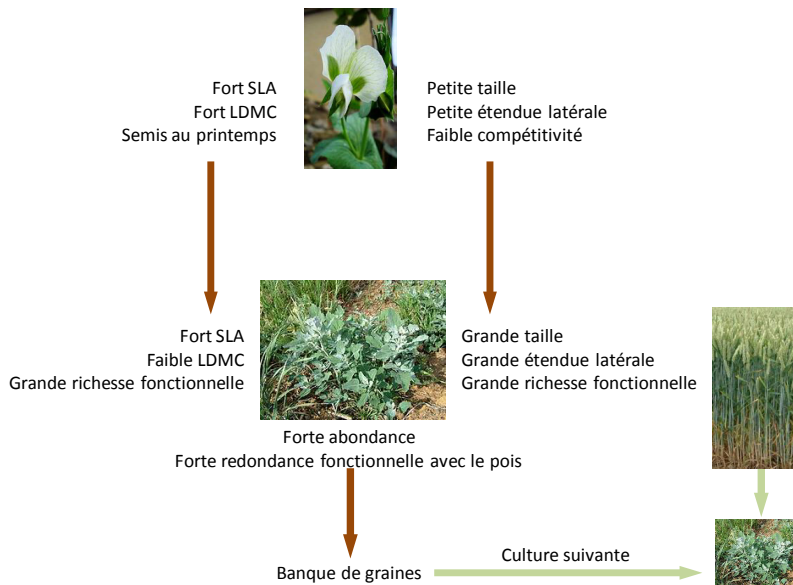 Fort SLA
Fort LDMC
Semis au printemps
Petite taille
Petite étendue latérale
Faible compétitivité
Fort SLA
Faible LDMC
Grande richesse fonctionnelle
Grande taille
Grande étendue latérale
Grande richesse fonctionnelle
Forte abondance
Forte redondance fonctionnelle avec le pois
Banque de graines
Culture suivante